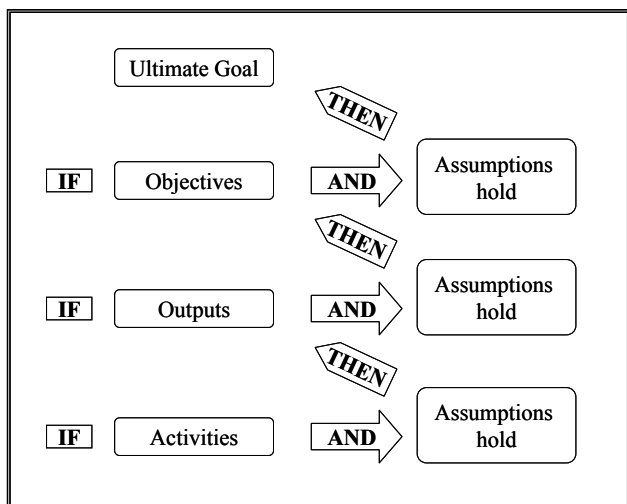 Ultimate Goal
THEN
IF Objectives AND Assumptions
hold
THEN
IF Outputs AND Assumptions
hold
THEN
IF Activities AND Assumptions
hold